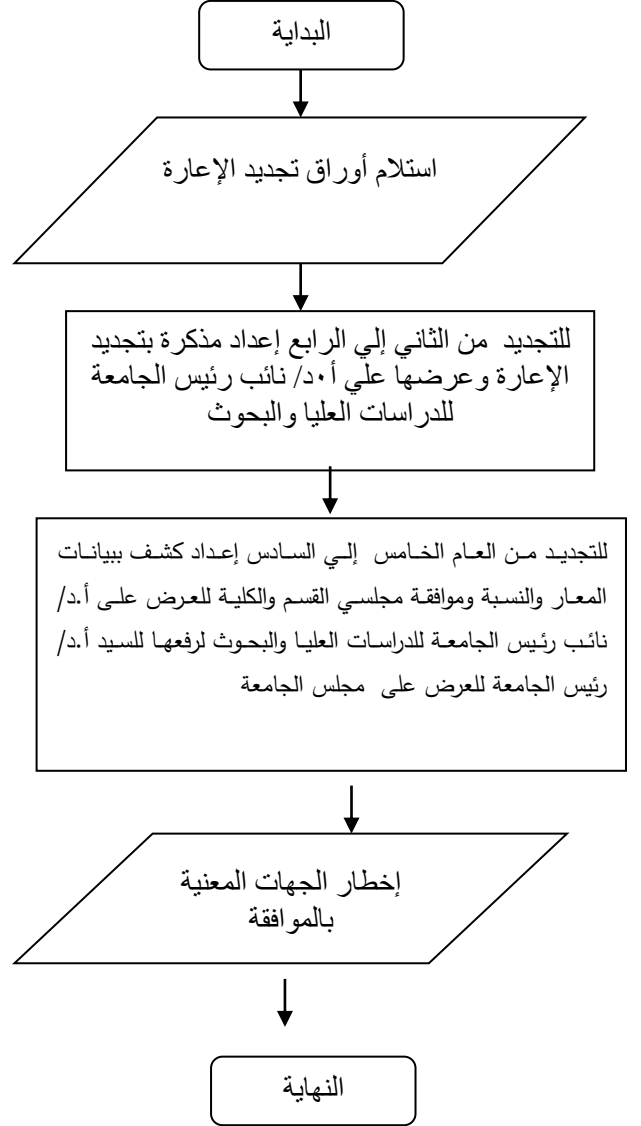 البداية
استلام أوراق تجديد الإعارة
للتجديد من الثاني إلي الرابع إعداد مذكرة بتجديد
الإعارة وعرضها علي أ٠د/ نائب رئيس الجامعة
للدراسات العليا والبحوث
للتجديد من العام الخامس إلي السادس إعداد كشف ببيانات
المعار والنسبة وموافقة مجلسي القسم والكلية للعرض على أ.د/
نائب رئيس الجامعة للدراسات العليا والبحوث لرفعها للسيد أ.د/
رئيس الجامعة للعرض على مجلس الجامعة
إخطار الجهات المعنية
بالموافقة
النهاية